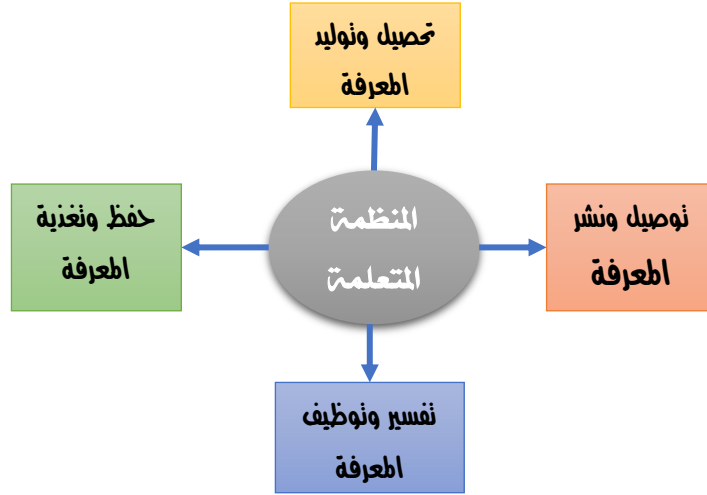 تحصيل وتوليد
المعرفة
توصيل ونشر
المعرفة
المنظمة
المتعلمة
حفظ وتغذية
المعرفة
تفسير وتوظيف
المعرفة